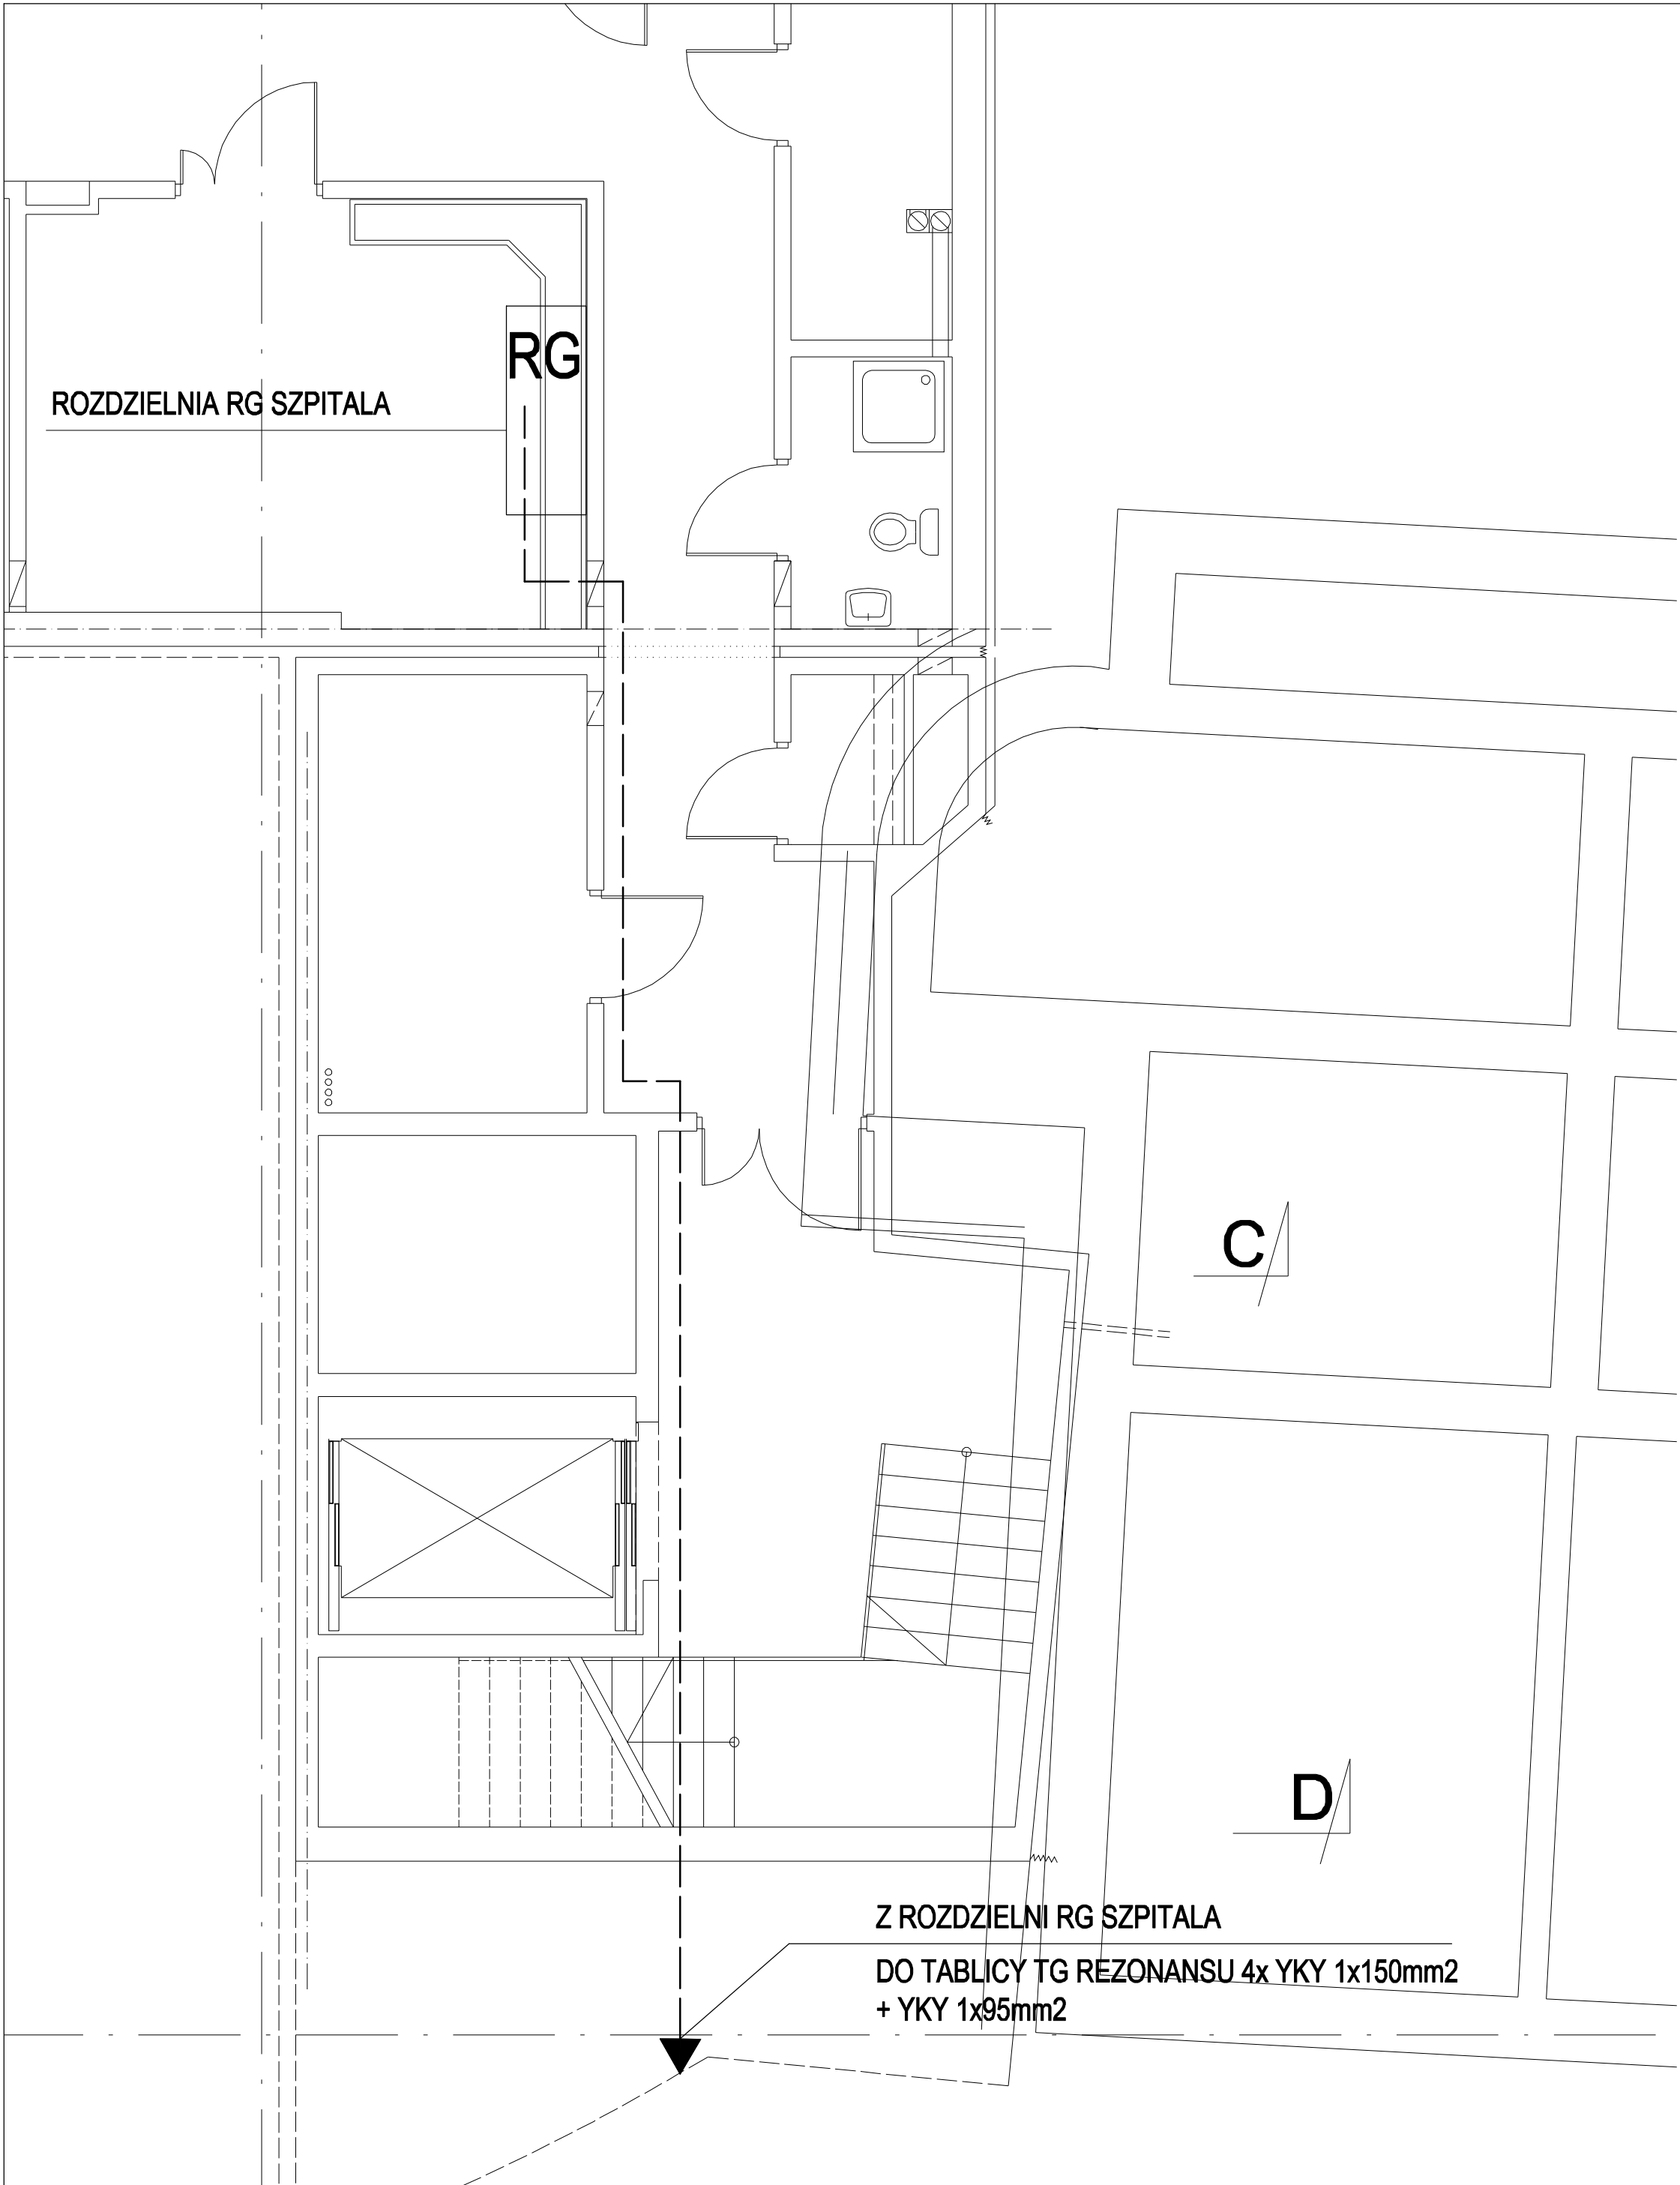 RG
ROZDZIELNIA RG SZPITALA
C
D
Z ROZDZIELNI RG SZPITALA
DO TABLICY TG REZONANSU 4x YKY 1x150mm2
+ YKY 1x95mm2